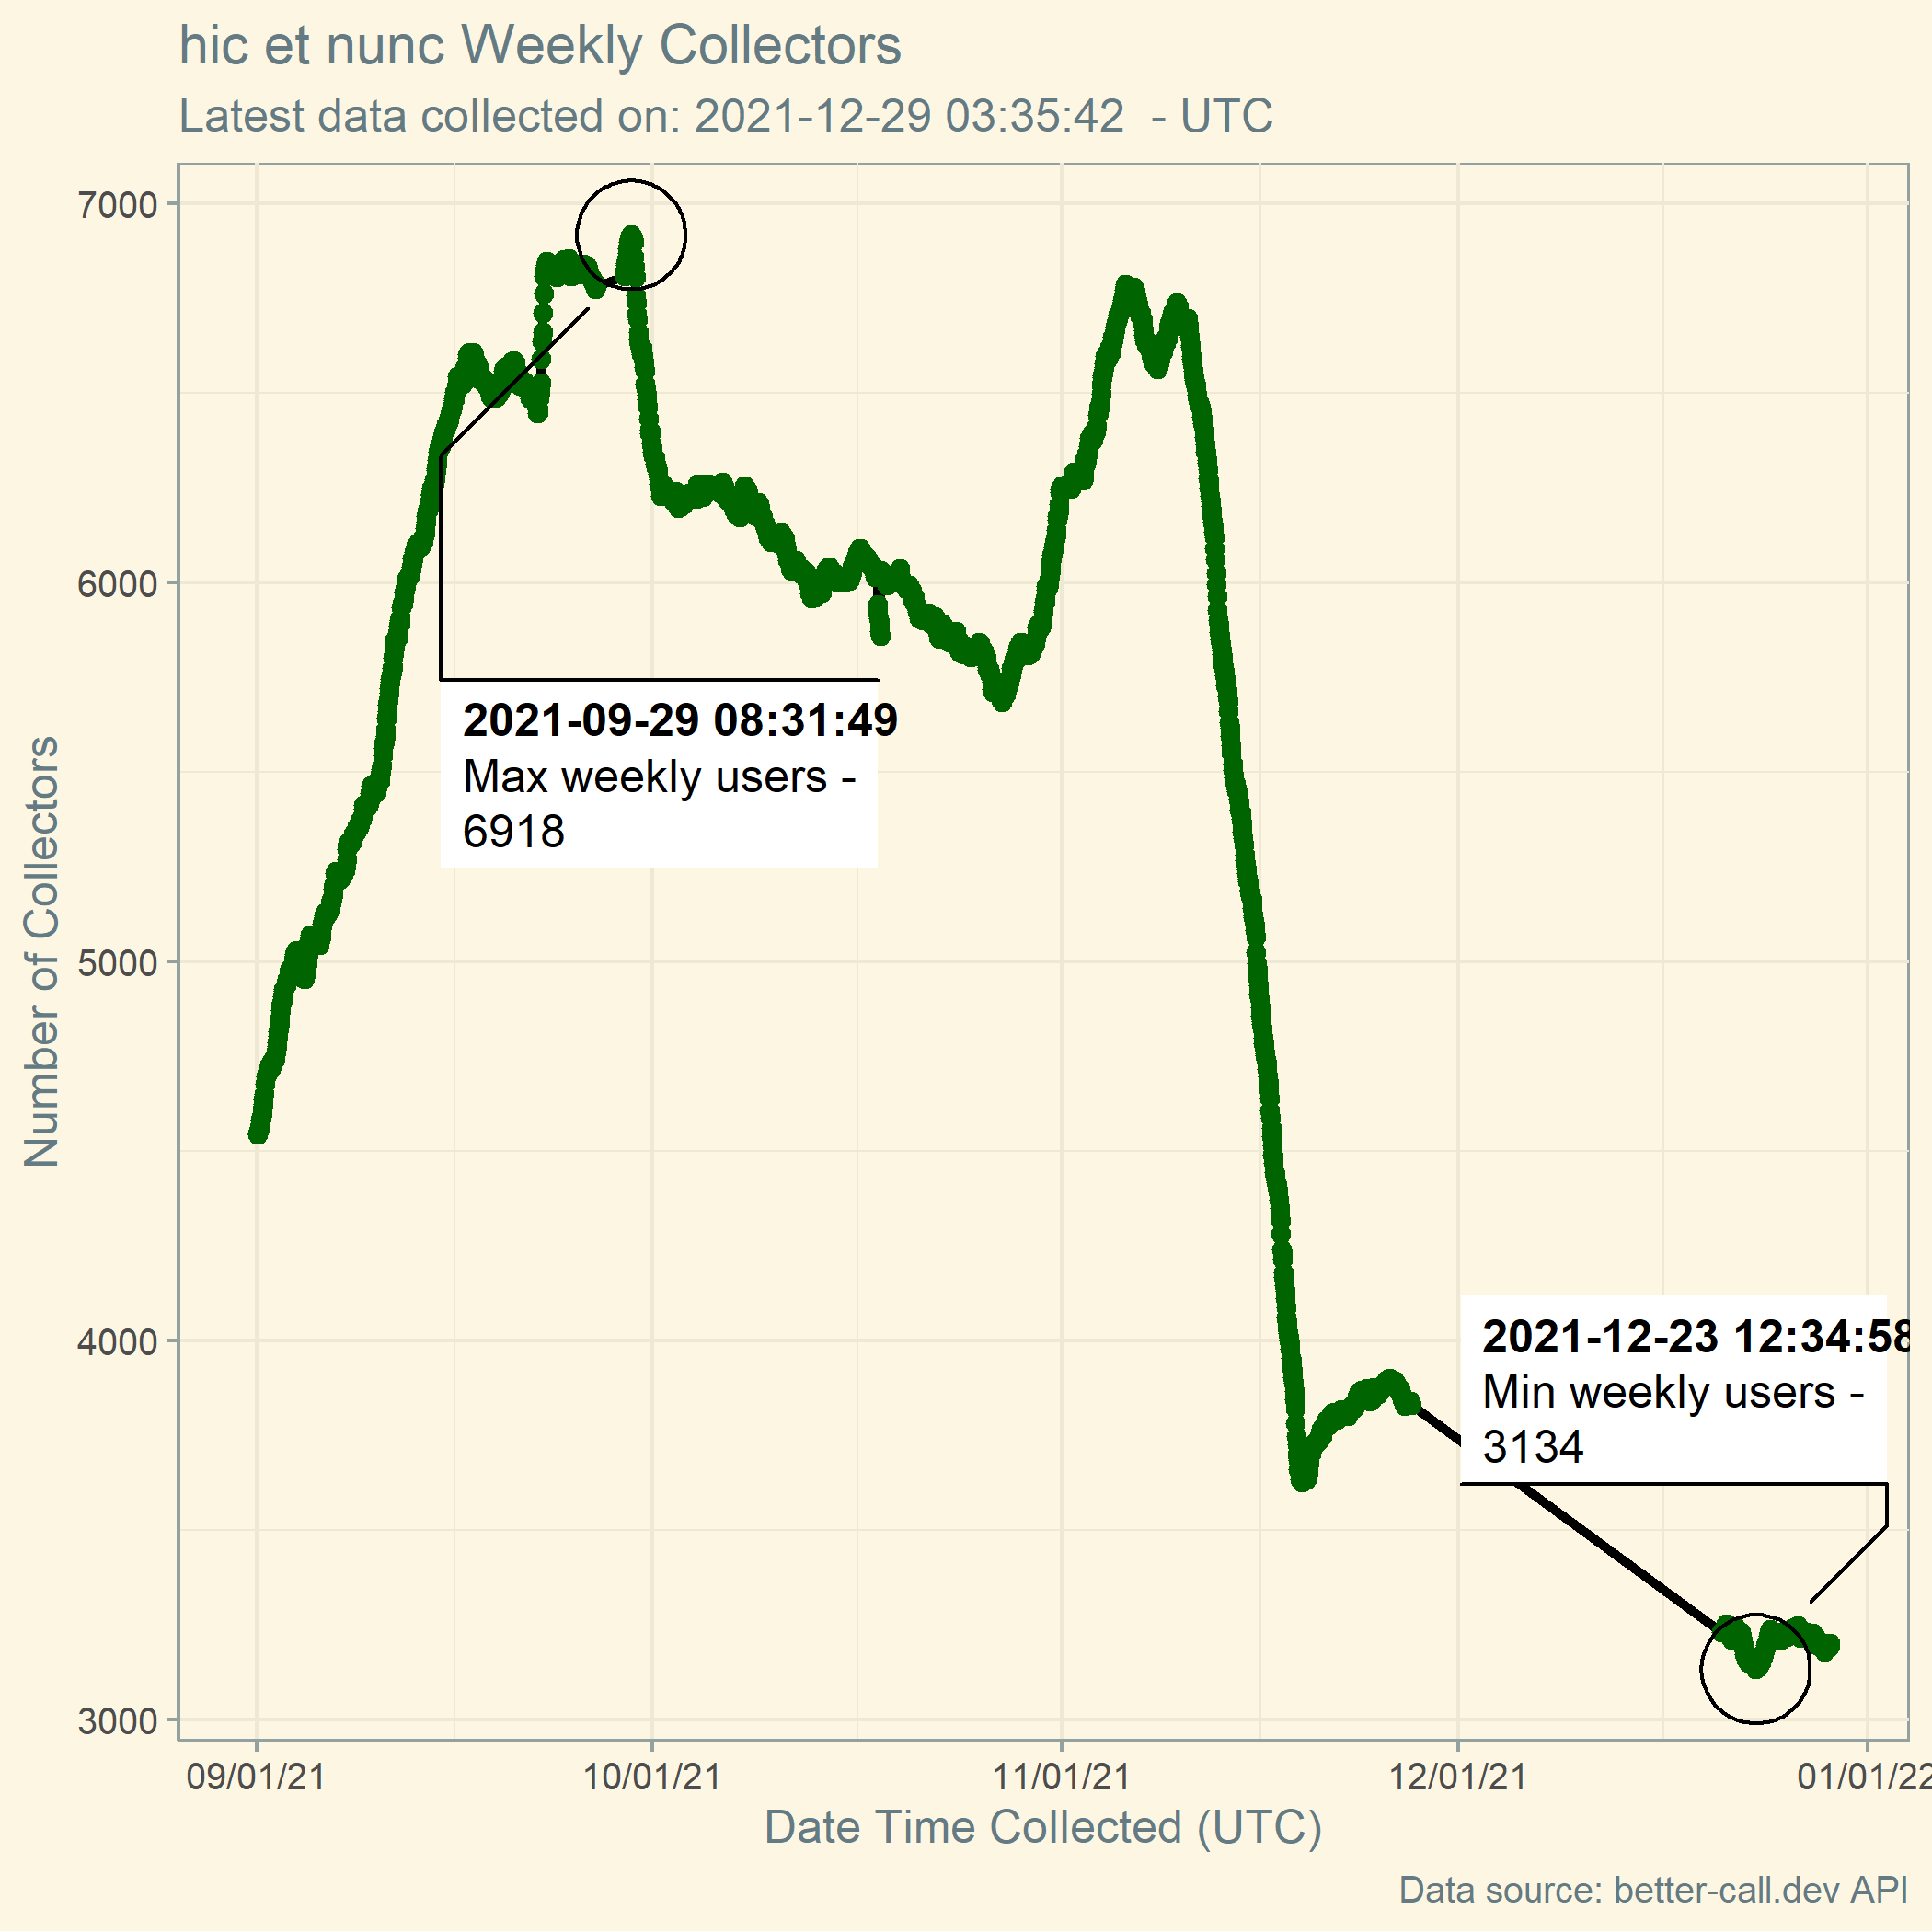 hic et nunc Weekly Collectors
Latest data collected on: 2021-12-29 03:35:42  - UTC
Number of Collectors
7000
6000
5000
4000
3000
2021-09-29 08:31:49
Max weekly users -
6918
2021-12-23 12:34:58
Min weekly users -
3134
09/01/21
10/01/21
11/01/21
12/01/21
01/01/22
Date Time Collected (UTC)
Data source: better-call.dev API